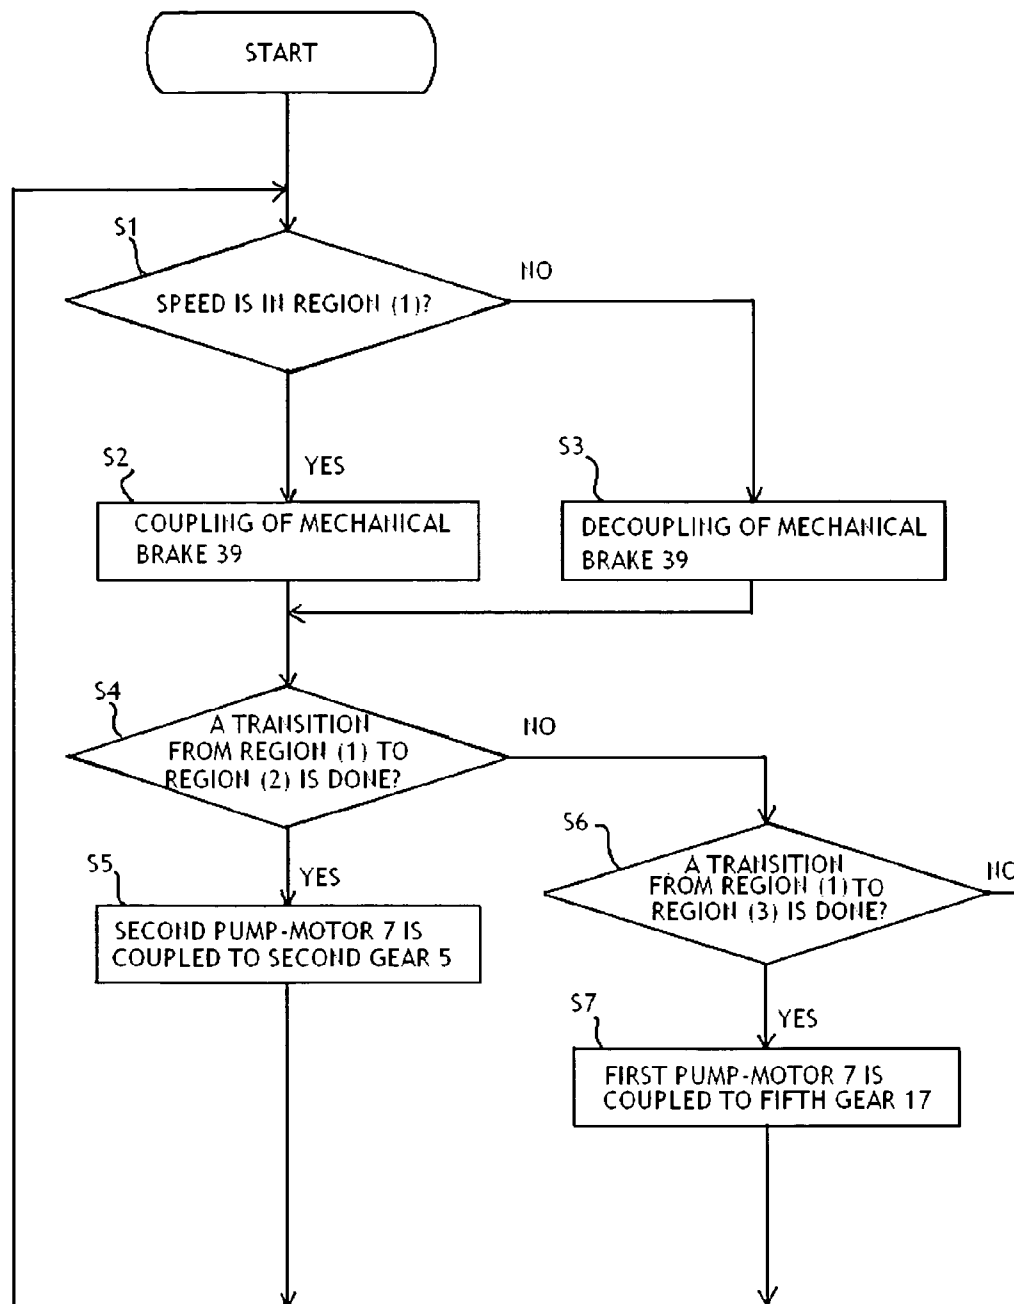 START
S1
SPEED IS IN REGION (1)?
NO
YES
S2
COUPLING OF MECHANICAL
BRAKE 39
S3
DECOUPLING OF MECHANICAL
BRAKE 39
S4
A TRANSITION
FROM REGION (1) TO
REGION (2) IS DONE?
NO
YES
S5
SECOND PUMP-MOTOR 7 IS
COUPLED TO SECOND GEAR 5
S6
A TRANSITION
FROM REGION (1) TO
REGION (3) IS DONE?
NO
YES
S7
FIRST PUMP-MOTOR 7 IS
COUPLED TO FIFTH GEAR 17